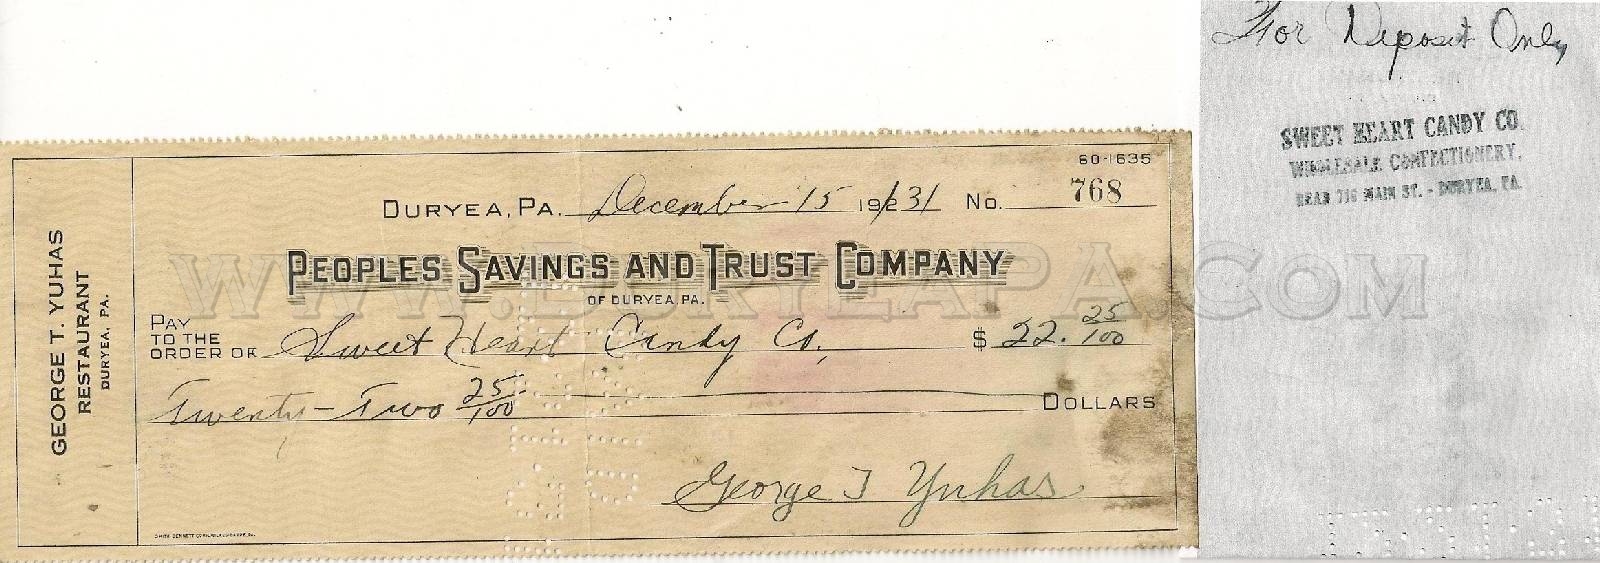 60-1635
DURYEA, PA. December 15 192/31 No. 768
PEOPLES SAVINGS AND TRUST COMPANY
OF DURYEA, PA.
PAY
TO THE
ORDER OF Sweet Heart Candy Co. $ 22. 25/100
Twenty-Two 25/100 DOLLARS
George T Yuhas
GEORGE T. YUHAS
RESTAURANT
DURYEA, PA.
WWW.DURYEAPA.COM
For Deposit Only
SWEET HEART CANDY CO.
WHOLESALE CONFECTIONERY,
REAR 716 MAIN ST. - DURYEA, PA.